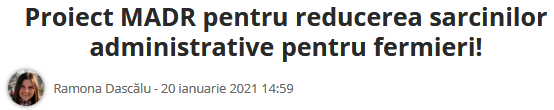 Proiect MADR pentru reducerea sarcinilor
administrative pentru fermieri!
Ramona Dascălu - 20 ianuarie 2021 14:59